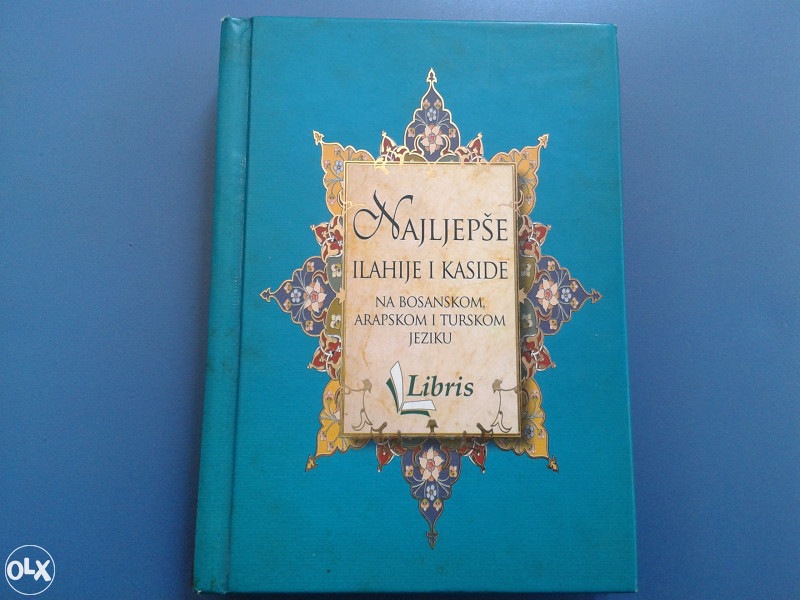 NAJLJEPŠE
ILAHIJE I KASIDE
NA BOSANSKOM,
ARAPSKOM I TURSKOM
JEZIKU
Libris
OLX